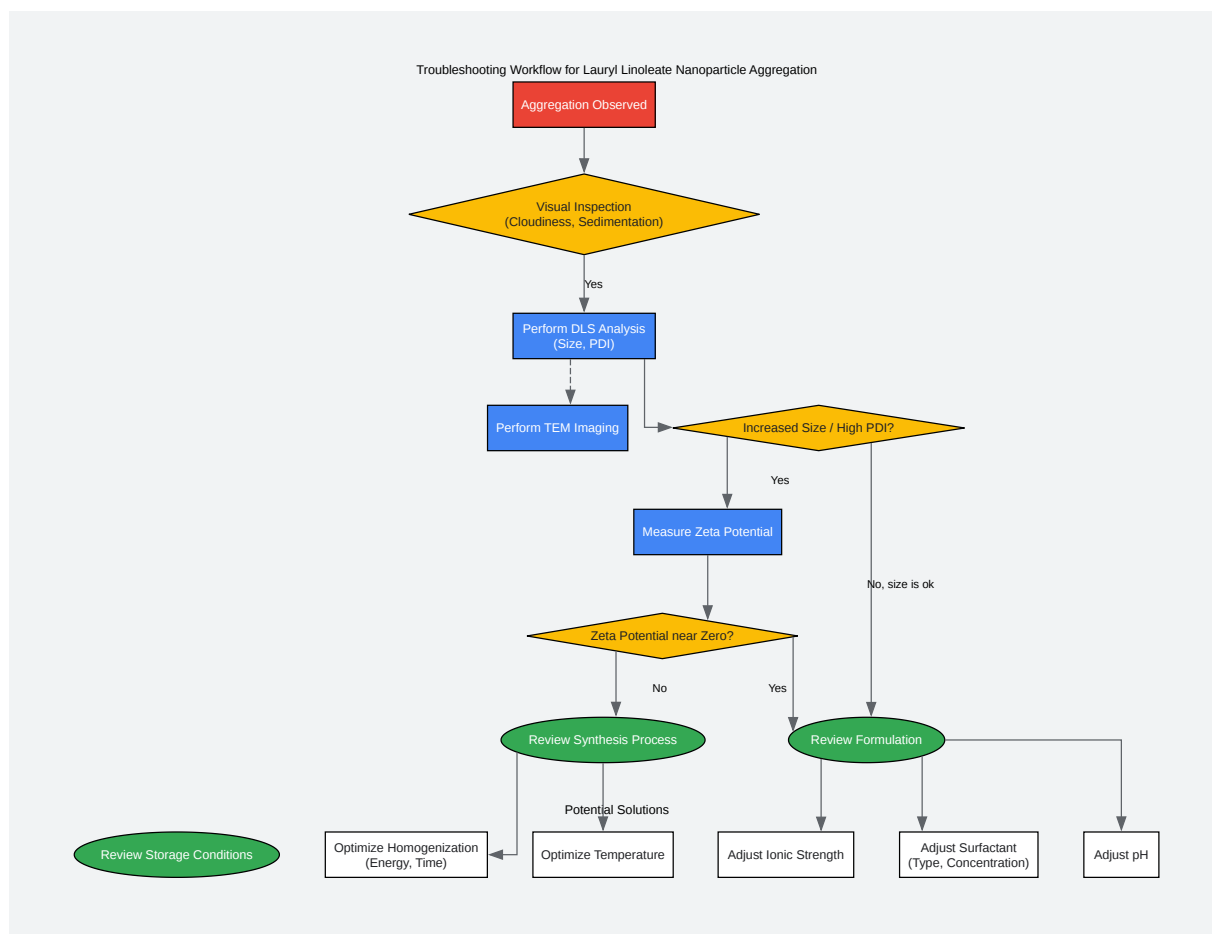 Troubleshooting Workflow for Lauryl Linoleate Nanoparticle Aggregation
Aggregation Observed
Visual Inspection
(Cloudiness, Sedimentation)
Yes
Perform DLS Analysis
(Size, PDI)
Perform TEM Imaging
Increased Size / High PDI?
Yes
Measure Zeta Potential
No, size is ok
Zeta Potential near Zero?
No
Yes
Review Synthesis Process
Review Formulation
Potential Solutions
Review Storage Conditions
Optimize Homogenization
(Energy, Time)
Optimize Temperature
Adjust Ionic Strength
Adjust Surfactant
(Type, Concentration)
Adjust pH